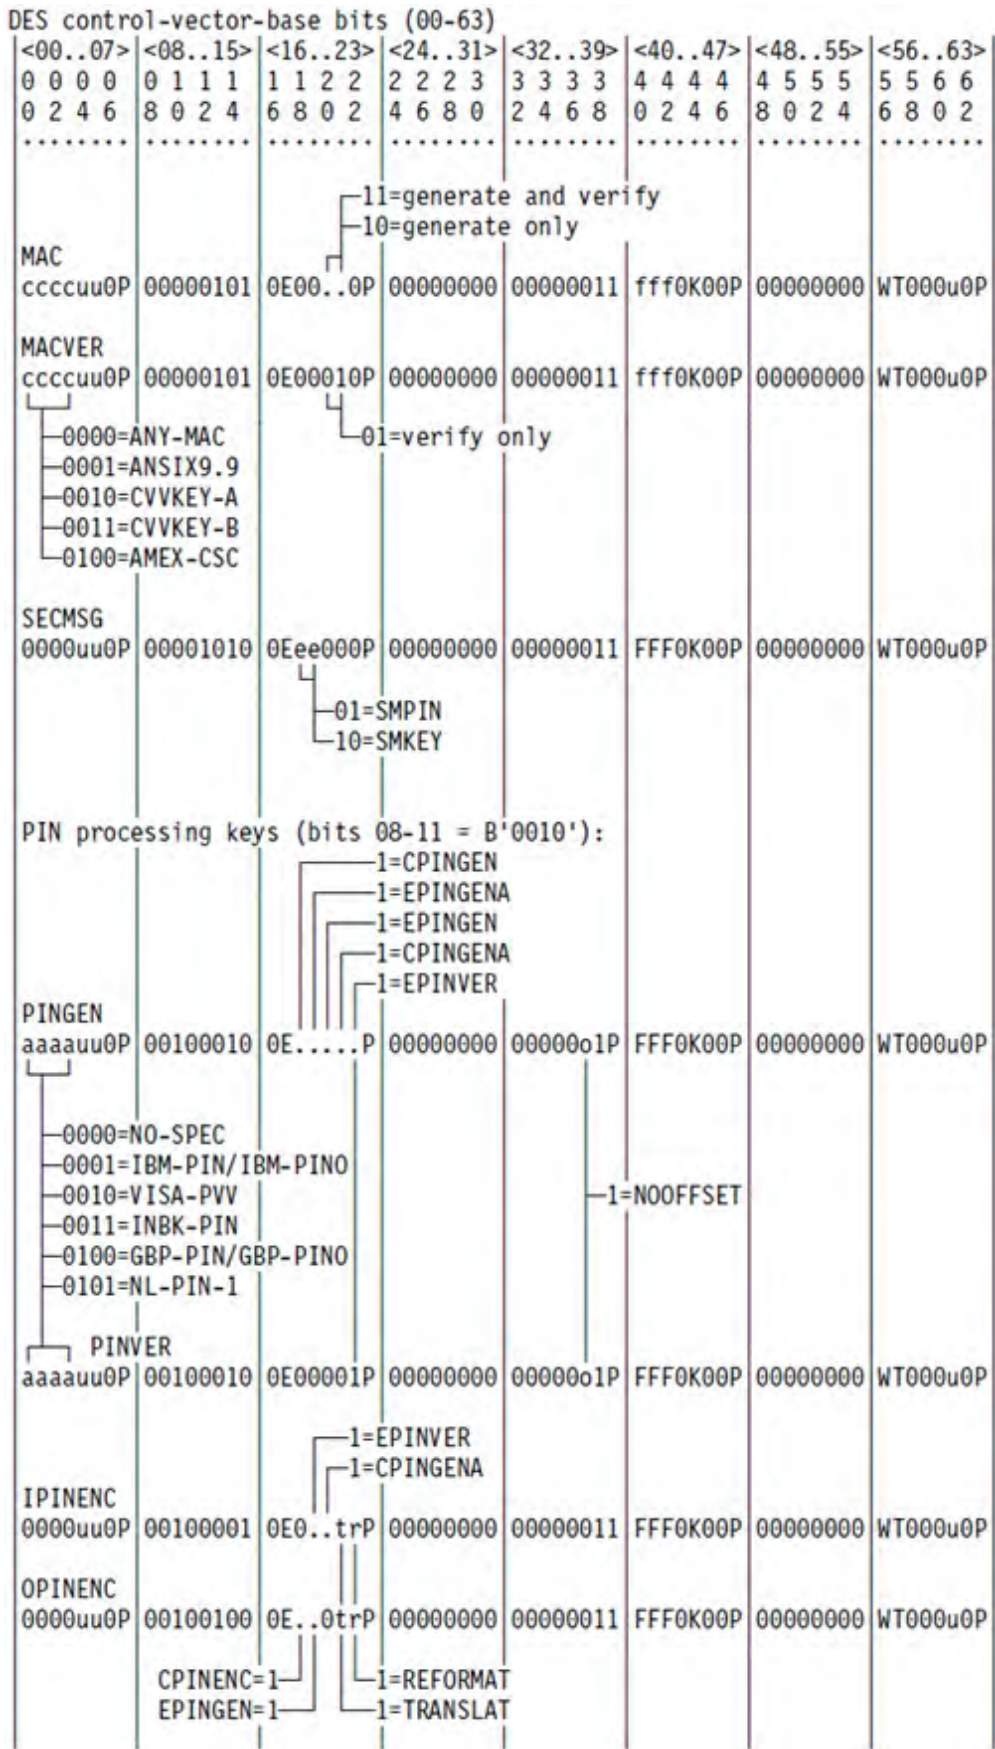 DES control-vector-base bits (00-63)
|<00..07>|<08..15>|<16..23>|<24..31>|<32..39>|<40..47>|<48..55>|<56..63>|
|0 0 0 0 |0 1 1 1 |1 1 2 2 |2 2 2 3 |3 3 3 3 |4 4 4 4 |4 5 5 5 |5 5 6 6 |
|0 2 4 6 |8 0 2 4 |6 8 0 2 |4 6 8 0 |2 4 6 8 |0 2 4 6 |8 0 2 4 |6 8 0 2 |
|........|........|........|........|........|........|........|........|
11=generate and verify
10=generate only
MAC
ccccuu0P|00000101|0E00..0P|00000000|00000011|fff0K00P|00000000|WT000u0P|
MACVER
ccccuu0P|00000101|0E00010P|00000000|00000011|fff0K00P|00000000|WT000u0P|
0000=ANY-MAC 01=verify only
0001=ANSIX9.9
0010=CVVKEY-A
0011=CVVKEY-B
0100=AMEX-CSC
SECMSG
0000uu0P|00001010|0Eee000P|00000000|00000011|FFF0K00P|00000000|WT000u0P|
01=SMPIN
10=SMKEY
PIN processing keys (bits 08-11 = B'0010'):
1=CPINGEN
1=EPINGENA
1=EPINGEN
1=CPINGENA
1=EPINVER
PINGEN
aaaauu0P|00100010|0E.....P|00000000|00000o1P|FFF0K00P|00000000|WT000u0P|
0000=NO-SPEC
0001=IBM-PIN/IBM-PINO
0010=VISA-PVV 1=NOOFFSET
0011=INBK-PIN
0100=GBP-PIN/GBP-PINO
0101=NL-PIN-1
PINVER
aaaauu0P|00100010|0E00001P|00000000|00000o1P|FFF0K00P|00000000|WT000u0P|
1=EPINVER
1=CPINGENA
IPINENC
0000uu0P|00100001|0E0..trP|00000000|00000011|FFF0K00P|00000000|WT000u0P|
OPINENC
0000uu0P|00100100|0E..0trP|00000000|00000011|FFF0K00P|00000000|WT000u0P|
CPINENC=1 1=REFORMAT
EPINGEN=1 1=TRANSLAT